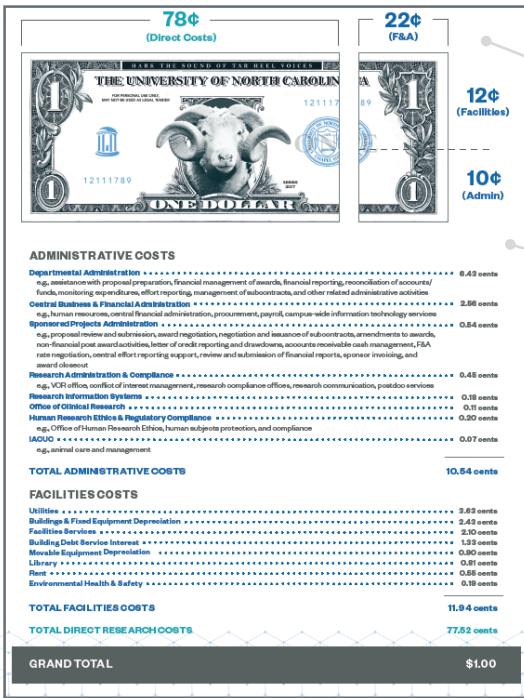 78¢
(Direct Costs)
22¢
(F&A)
HARK THE SOUND OF TAR HEEL VOICES
THE UNIVERSITY OF NORTH CAROLIN A
FOR PERSONAL USE ONLY.
MAY NOT BE USED AS LEGAL TENDER
12111789
12111789
1
1
1
1
SERIES
2017
ONE DOLLAR
12¢
(Facilities)
10¢
(Admin)
ADMINISTRATIVE COSTS
Departmental Administration 6.43 cents
e.g., assistance with proposal preparation, financial management of awards, financial reporting, reconciliation of accounts/
funds, monitoring expenditures, effort reporting, management of subcontracts, and other related administrative activities
Central Business & Financial Administration 2.56 cents
e.g., human resources, central financial administration, procurement, payroll, campus-wide information technology services
Sponsored Projects Administration 0.54 cents
e.g., proposal review and submission, award negotiation, negotiation and issuance of subcontracts, amendments to awards,
non-financial post award activities, letter of credit reporting and drawdowns, accounts receivable cash management, F&A
rate negotiation, central effort reporting support, review and submission of financial reports, sponsor invoicing, and
award closeout
Research Administration & Compliance 0.45 cents
e.g., VCR office, conflict of interest management, research compliance offices, research communication, postdoc services
Research Information Systems 0.18 cents
Office of Clinical Research 0.11 cents
Human Research Ethics & Regulatory Compliance 0.20 cents
e.g., Office of Human Research Ethics, human subjects protection, and compliance
IACUC 0.07 cents
e.g., animal care and management
TOTAL ADMINISTRATIVE COSTS 10.54 cents
FACILITIES COSTS
Utilities 3.63 cents
Buildings & Fixed Equipment Depreciation 2.43 cents
Facilities Services 2.10 cents
Building Debt Service Interest 1.33 cents
Movable Equipment Depreciation 0.90 cents
Library 0.81 cents
Rent 0.55 cents
Environmental Health & Safety 0.19 cents
TOTAL FACILITIES COSTS 11.94 cents
TOTAL DIRECT RESEARCH COSTS 77.52 cents
GRAND TOTAL $1.00